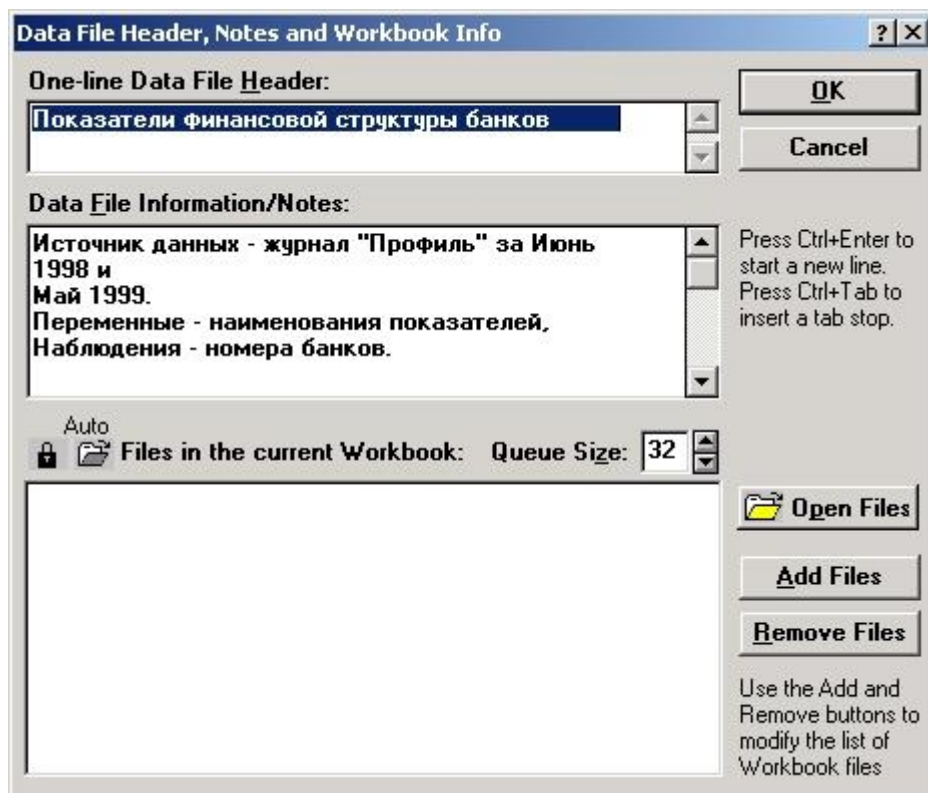 Data File Header, Notes and Workbook Info
One-line Data File Header:
OK
Показатели финансовой структуры банков
Cancel
Data File Information/Notes:
Источник данных - журнал "Профиль" за Июнь
1998 и
Май 1999.
Переменные - наименования показателей,
Наблюдения - номера банков.
Press Ctrl+Enter to
start a new line.
Press Ctrl+Tab to
insert a tab stop.
Auto
Files in the current Workbook: Queue Size: 32
Open Files
Add Files
Remove Files
Use the Add and
Remove buttons to
modify the list of
Workbook files